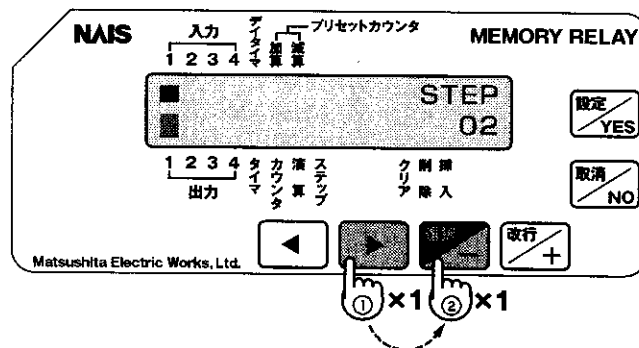 NAIS
MEMORY RELAY
プリセットカウンタ
入力
デイタイマ
加算
減算
1 2 3 4
STEP
02
設定
YES
1 2 3 4
出力
タイマ
カウンタ
演算
ステップ
クリア
削除
挿入
取消
NO
Matsushita Electric Works, Ltd.
◀
▶
−
改行
+
① ×1
② ×1